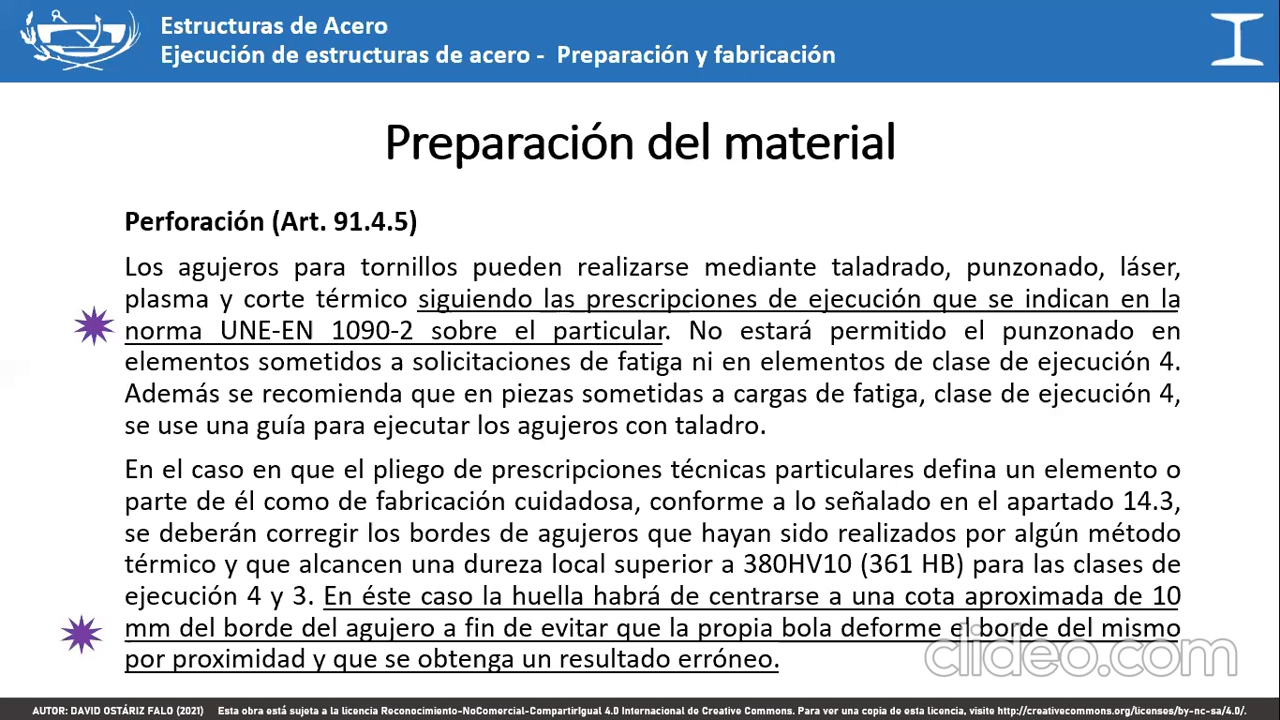 Estructuras de Acero
Ejecución de estructuras de acero - Preparación y fabricación
Preparación del material
Perforación (Art. 91.4.5)
Los agujeros para tornillos pueden realizarse mediante taladrado, punzonado, láser,
plasma y corte térmico siguiendo las prescripciones de ejecución que se indican en la
norma UNE-EN 1090-2 sobre el particular. No estará permitido el punzonado en
elementos sometidos a solicitaciones de fatiga ni en elementos de clase de ejecución 4.
Además se recomienda que en piezas sometidas a cargas de fatiga, clase de ejecución 4,
se use una guía para ejecutar los agujeros con taladro.
En el caso en que el pliego de prescripciones técnicas particulares defina un elemento o
parte de él como de fabricación cuidadosa, conforme a lo señalado en el apartado 14.3,
se deberán corregir los bordes de agujeros que hayan sido realizados por algún método
térmico y que alcancen una dureza local superior a 380HV10 (361 HB) para las clases de
ejecución 4 y 3. En éste caso la huella habrá de centrarse a una cota aproximada de 10
mm del borde del agujero a fin de evitar que la propia bola deforme el borde del mismo
por proximidad y que se obtenga un resultado erróneo.
clideo.com
AUTOR: DAVID OSTÁRIZ FALO (2021) Esta obra está sujeta a la licencia Reconocimiento-NoComercial-CompartirIgual 4.0 Internacional de Creative Commons. Para ver una copia de esta licencia, visite http://creativecommons.org/licenses/by-nc-sa/4.0/.